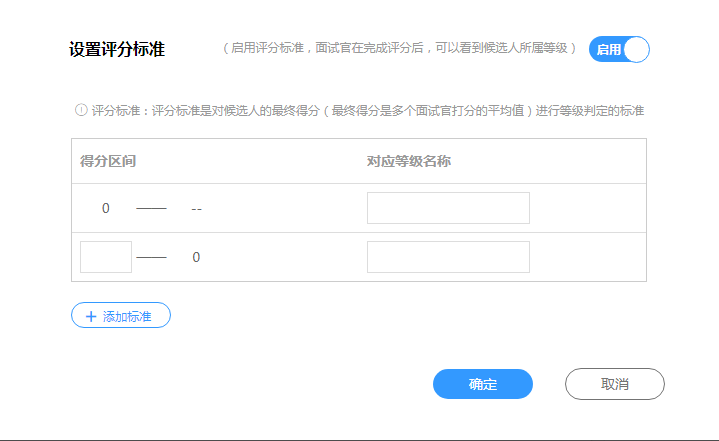 设置评分标准 （启用评分标准，面试官在完成评分后，可以看到候选人所属等级） 启用
评分标准：评分标准是对候选人的最终得分（最终得分是多个面试官打分的平均值）进行等级判定的标准
得分区间 对应等级名称
0 —— --
—— 0
+ 添加标准
确定 取消